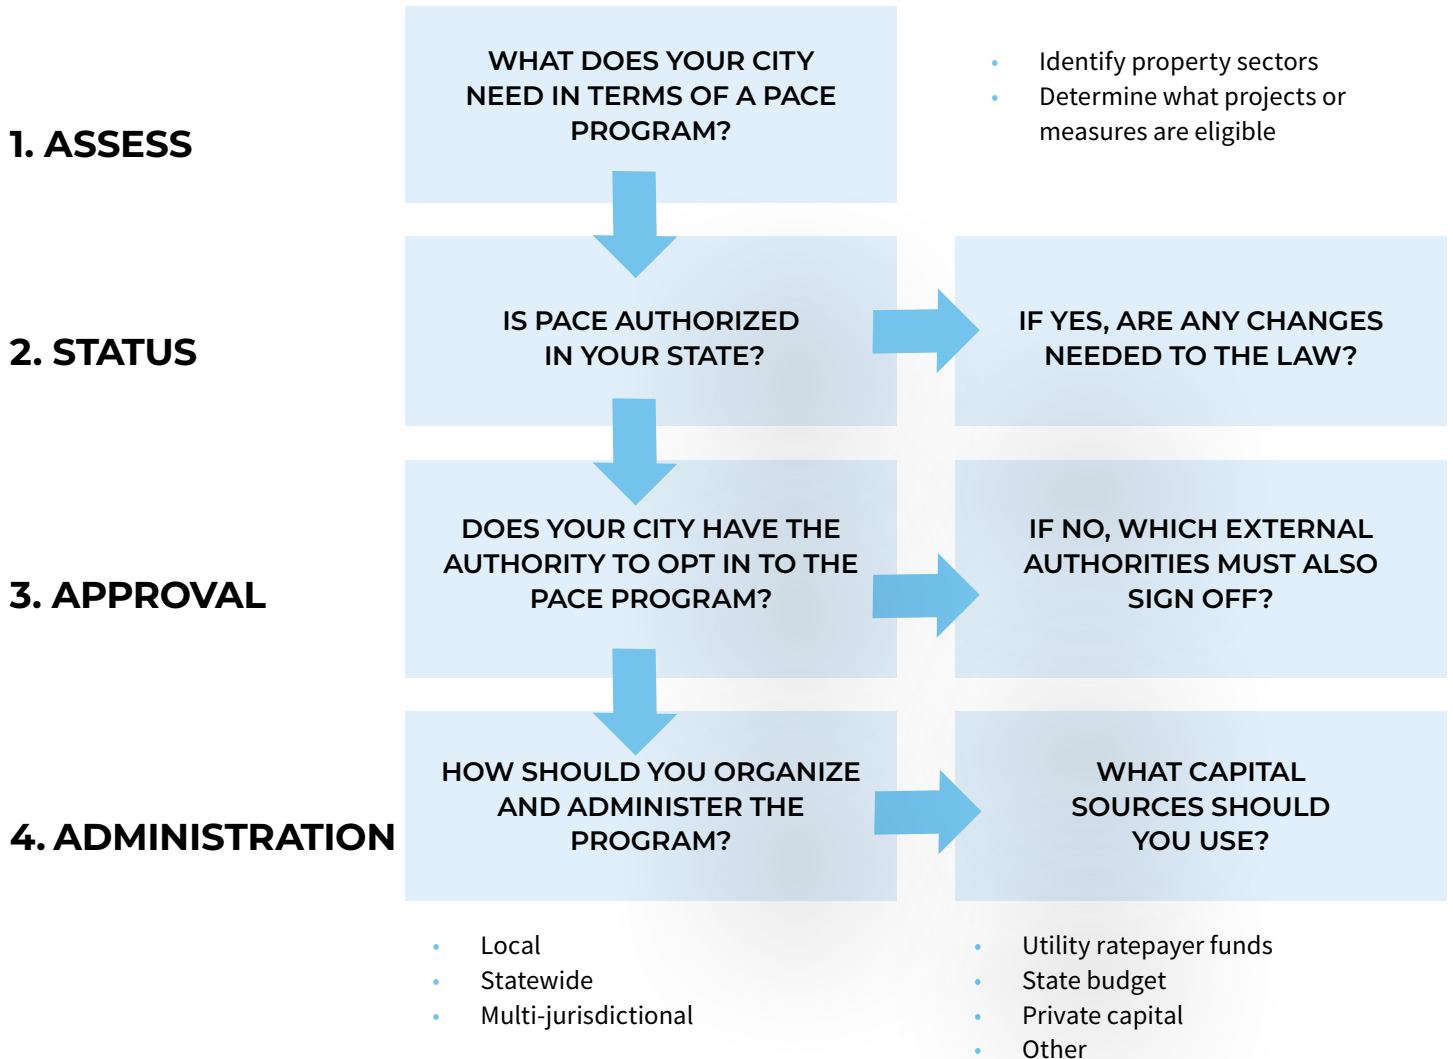 1. ASSESS
WHAT DOES YOUR CITY
NEED IN TERMS OF A PACE
PROGRAM?
• Identify property sectors
• Determine what projects or
measures are eligible
2. STATUS
IS PACE AUTHORIZED
IN YOUR STATE?
IF YES, ARE ANY CHANGES
NEEDED TO THE LAW?
3. APPROVAL
DOES YOUR CITY HAVE THE
AUTHORITY TO OPT IN TO THE
PACE PROGRAM?
IF NO, WHICH EXTERNAL
AUTHORITIES MUST ALSO
SIGN OFF?
4. ADMINISTRATION
HOW SHOULD YOU ORGANIZE
AND ADMINISTER THE
PROGRAM?
WHAT CAPITAL
SOURCES SHOULD
YOU USE?
• Local
• Statewide
• Multi-jurisdictional
• Utility ratepayer funds
• State budget
• Private capital
• Other